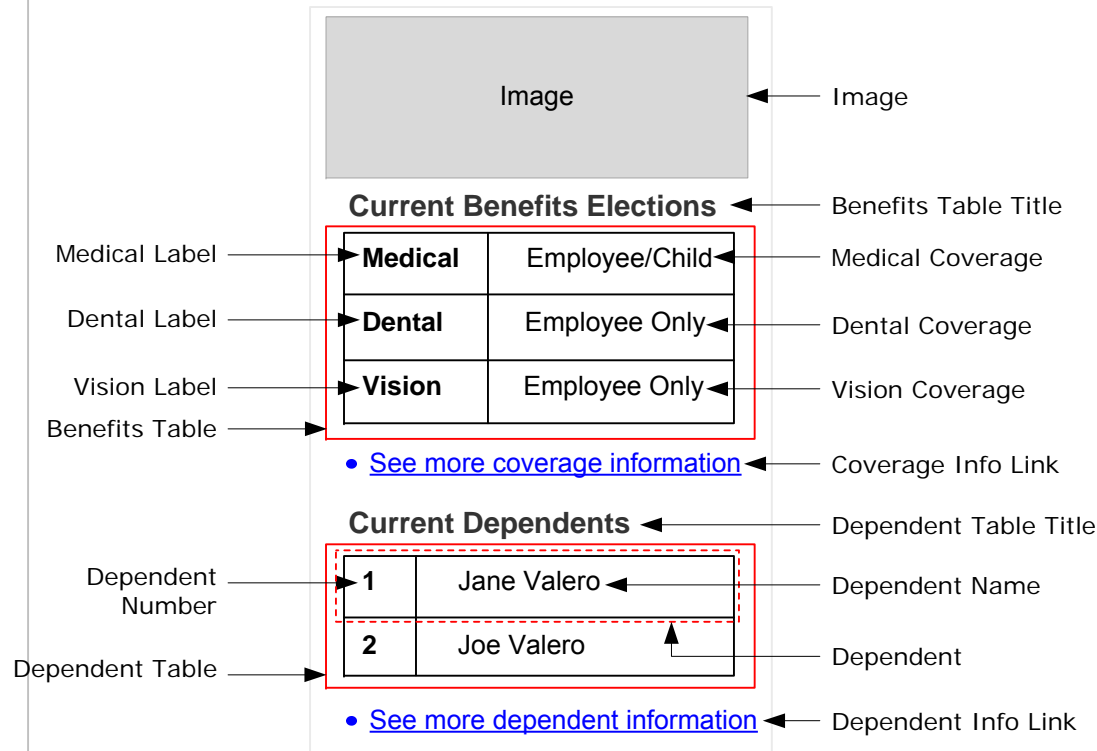 Image
Image
Current Benefits Elections
Benefits Table Title
Medical Label
Medical
Employee/Child
Medical Coverage
Dental Label
Dental
Employee Only
Dental Coverage
Vision Label
Vision
Employee Only
Vision Coverage
Benefits Table
See more coverage information
Coverage Info Link
Current Dependents
Dependent Table Title
Dependent
Number
1
Jane Valero
Dependent Name
2
Joe Valero
Dependent
Dependent Table
See more dependent information
Dependent Info Link